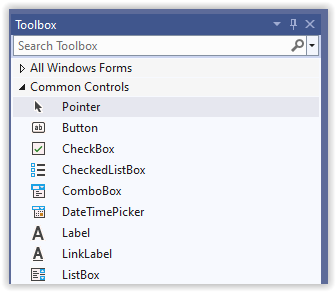 Toolbox
Search Toolbox
All Windows Forms
Common Controls
Pointer
Button
CheckBox
CheckedListBox
ComboBox
DateTimePicker
Label
LinkLabel
ListBox